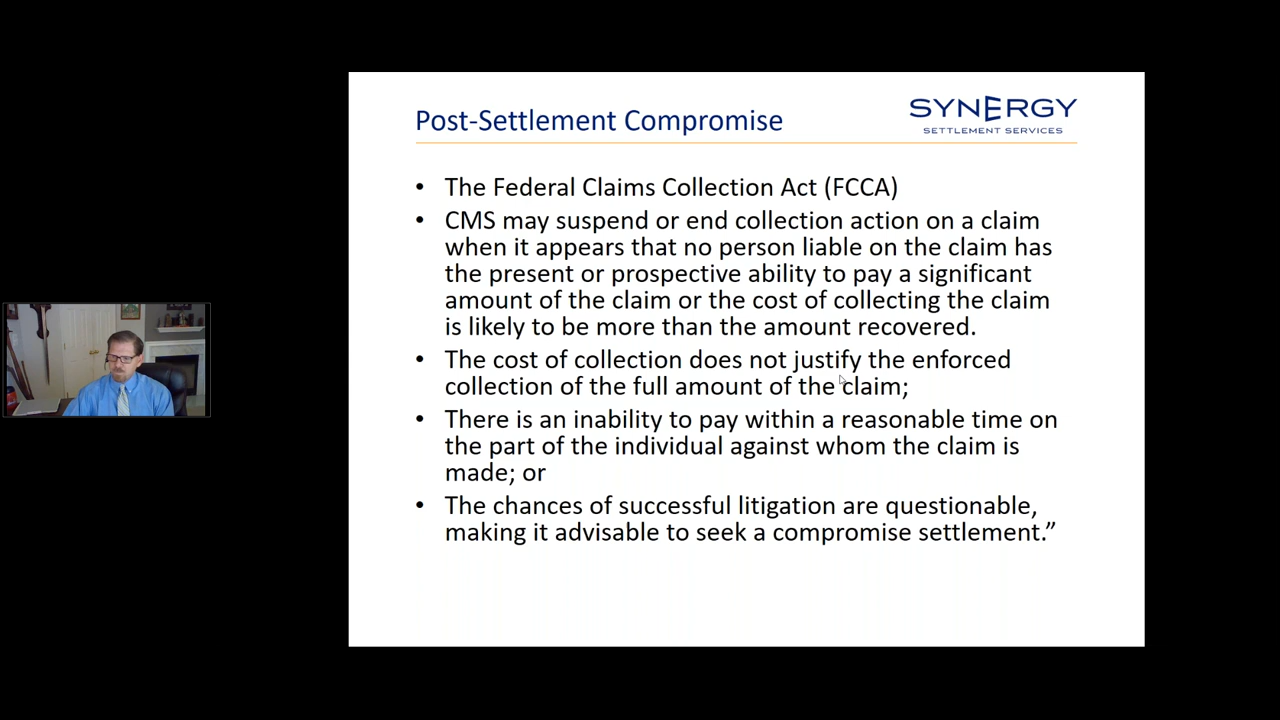 Post-Settlement Compromise
SYNERGY
SETTLEMENT SERVICES
• The Federal Claims Collection Act (FCCA)
• CMS may suspend or end collection action on a claim
when it appears that no person liable on the claim has
the present or prospective ability to pay a significant
amount of the claim or the cost of collecting the claim
is likely to be more than the amount recovered.
• The cost of collection does not justify the enforced
collection of the full amount of the claim;
• There is an inability to pay within a reasonable time on
the part of the individual against whom the claim is
made; or
• The chances of successful litigation are questionable,
making it advisable to seek a compromise settlement.”